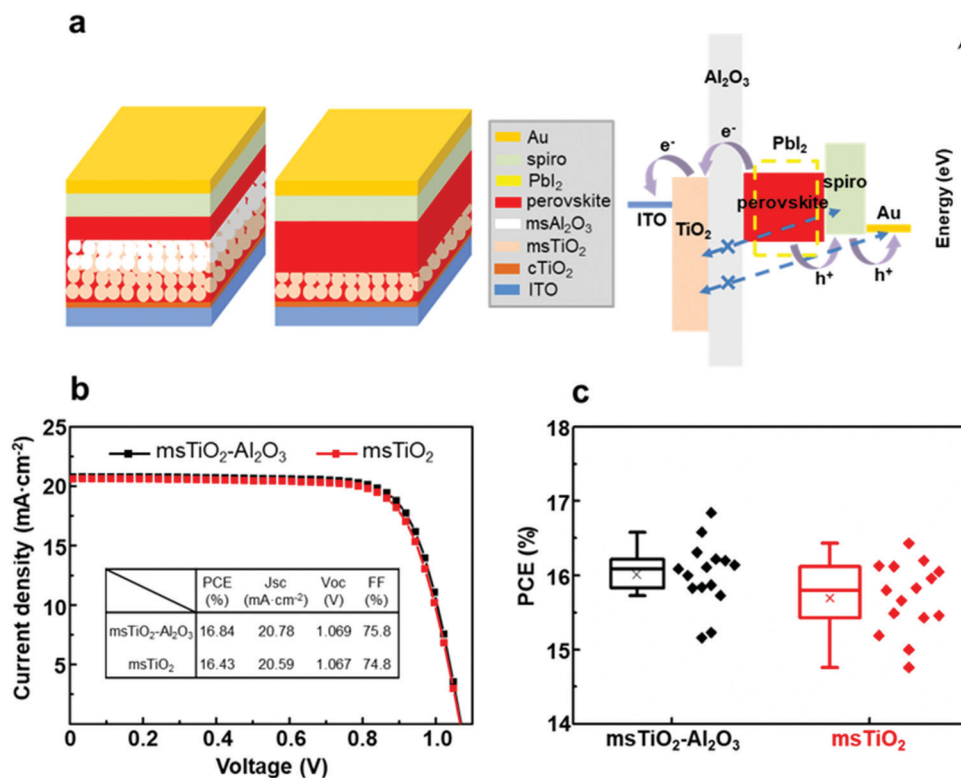 a
Au
spiro
PbI₂
perovskite
msAl₂O₃
msTiO₂
cTiO₂
ITO
Al₂O₃
e⁻
e⁻
PbI₂
spiro
perovskite
ITO
TiO₂
Au
h⁺
h⁺
Energy (eV)
b
25
20
15
10
5
0
0.2
0.4
0.6
0.8
1.0
Current density (mA·cm⁻²)
Voltage (V)
msTiO₂-Al₂O₃
msTiO₂
PCE Jsc Voc FF
(%) (mA·cm⁻²) (V) (%)
msTiO₂-Al₂O₃ 16.84 20.78 1.069 75.8
msTiO₂ 16.43 20.59 1.067 74.8
c
18
17
16
15
14
PCE (%)
msTiO₂-Al₂O₃
msTiO₂